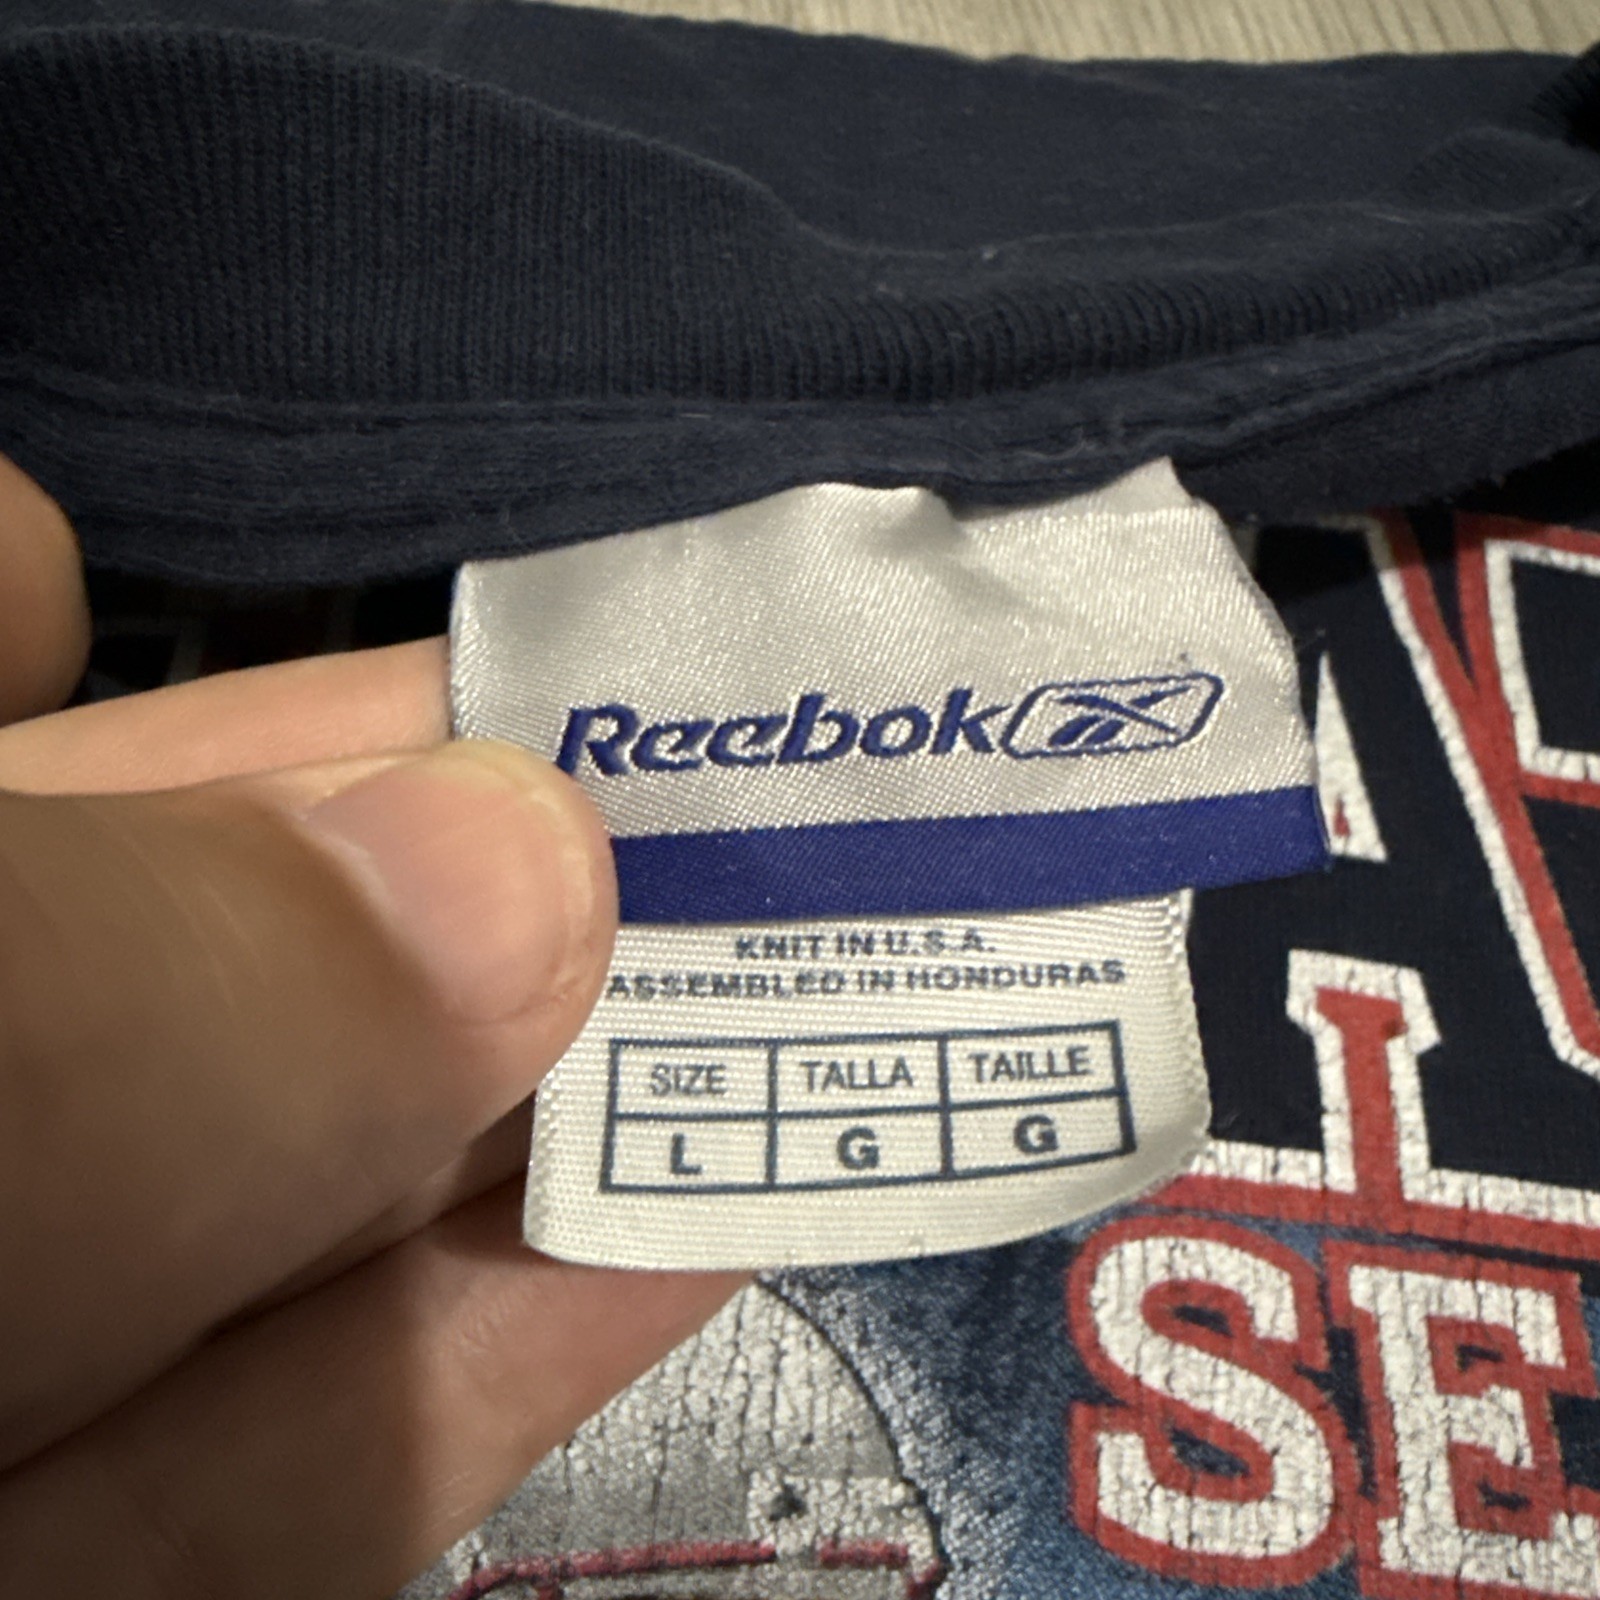 Reebok
KNIT IN U.S.A.
ASSEMBLED IN HONDURAS
SIZE TALLA TAILLE
L G G
SE